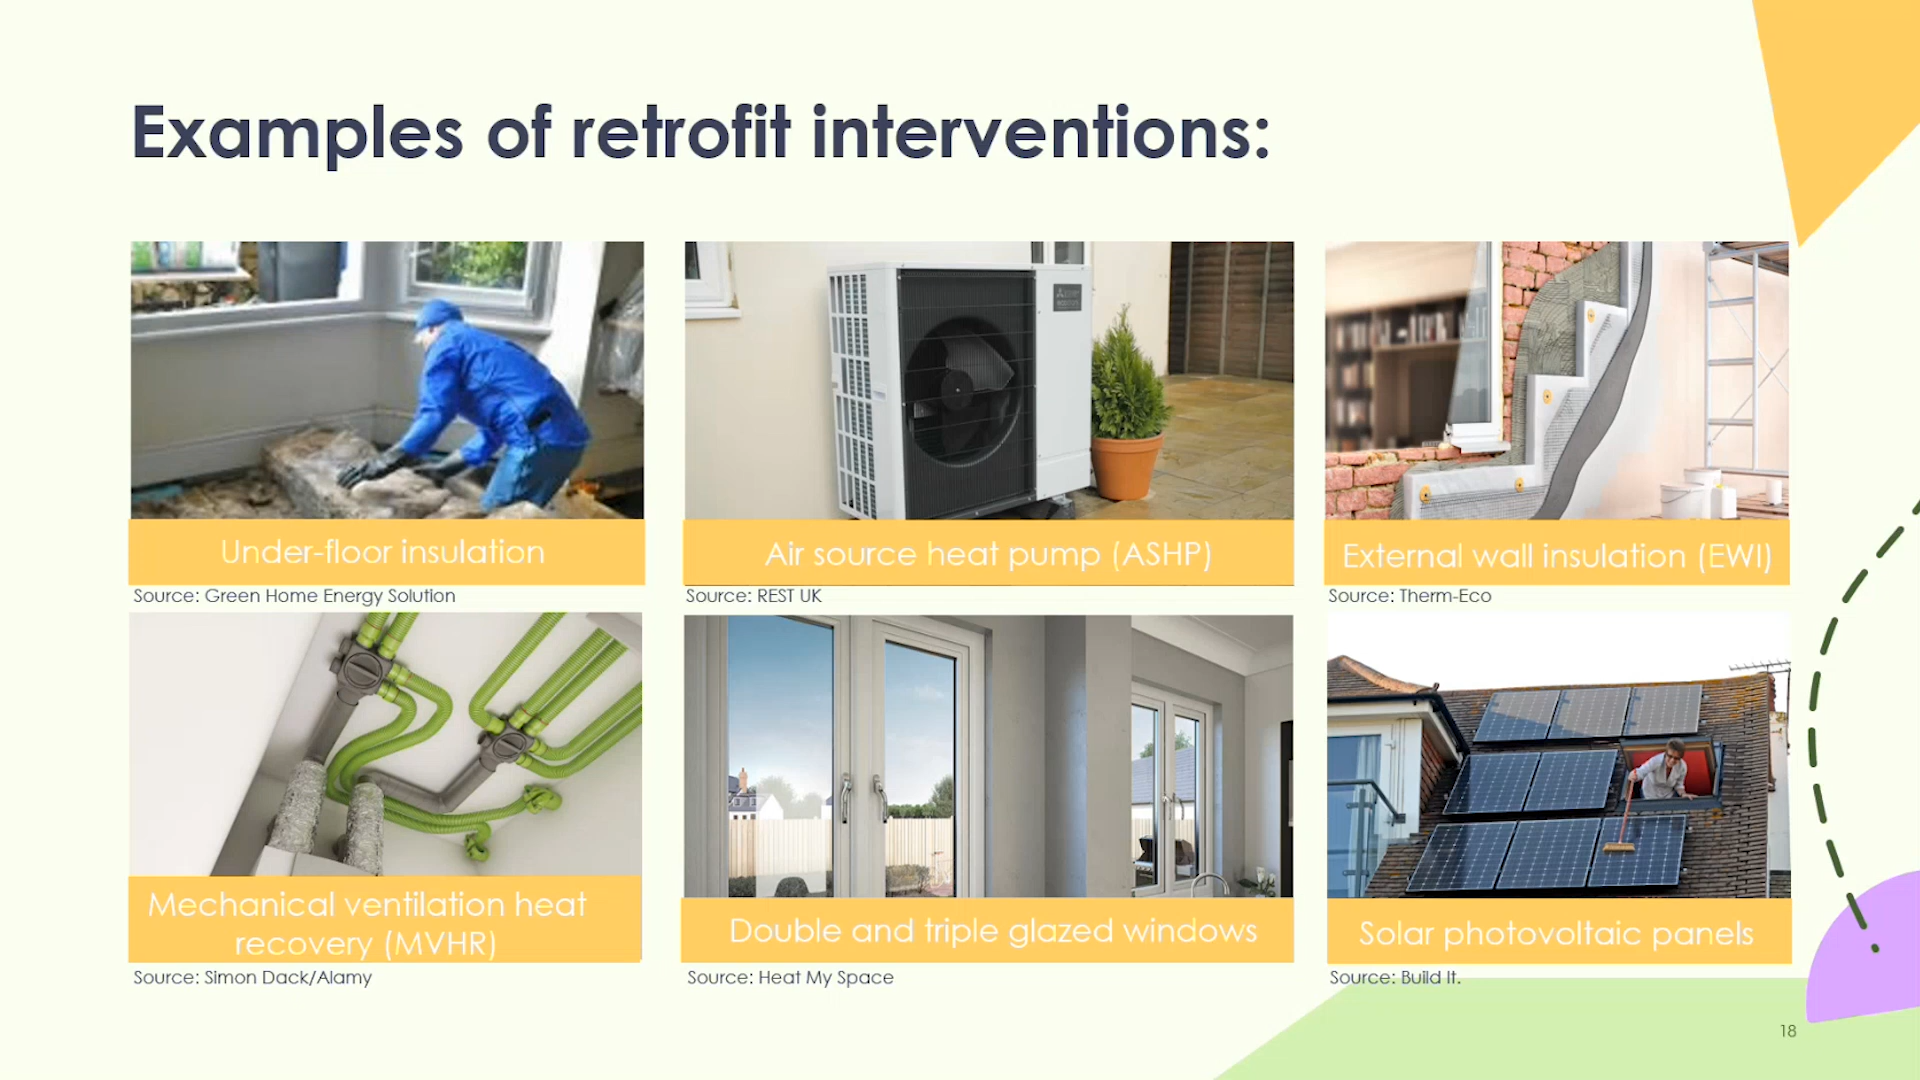 Examples of retrofit interventions:
Under-floor insulation
Air source heat pump (ASHP)
External wall insulation (EWI)
Source: Green Home Energy Solution
Source: REST UK
Source: Therm-Eco
Mechanical ventilation heat
recovery (MVHR)
Double and triple glazed windows
Solar photovoltaic panels
Source: Simon Dack/Alamy
Source: Heat My Space
Source: Build It.
18